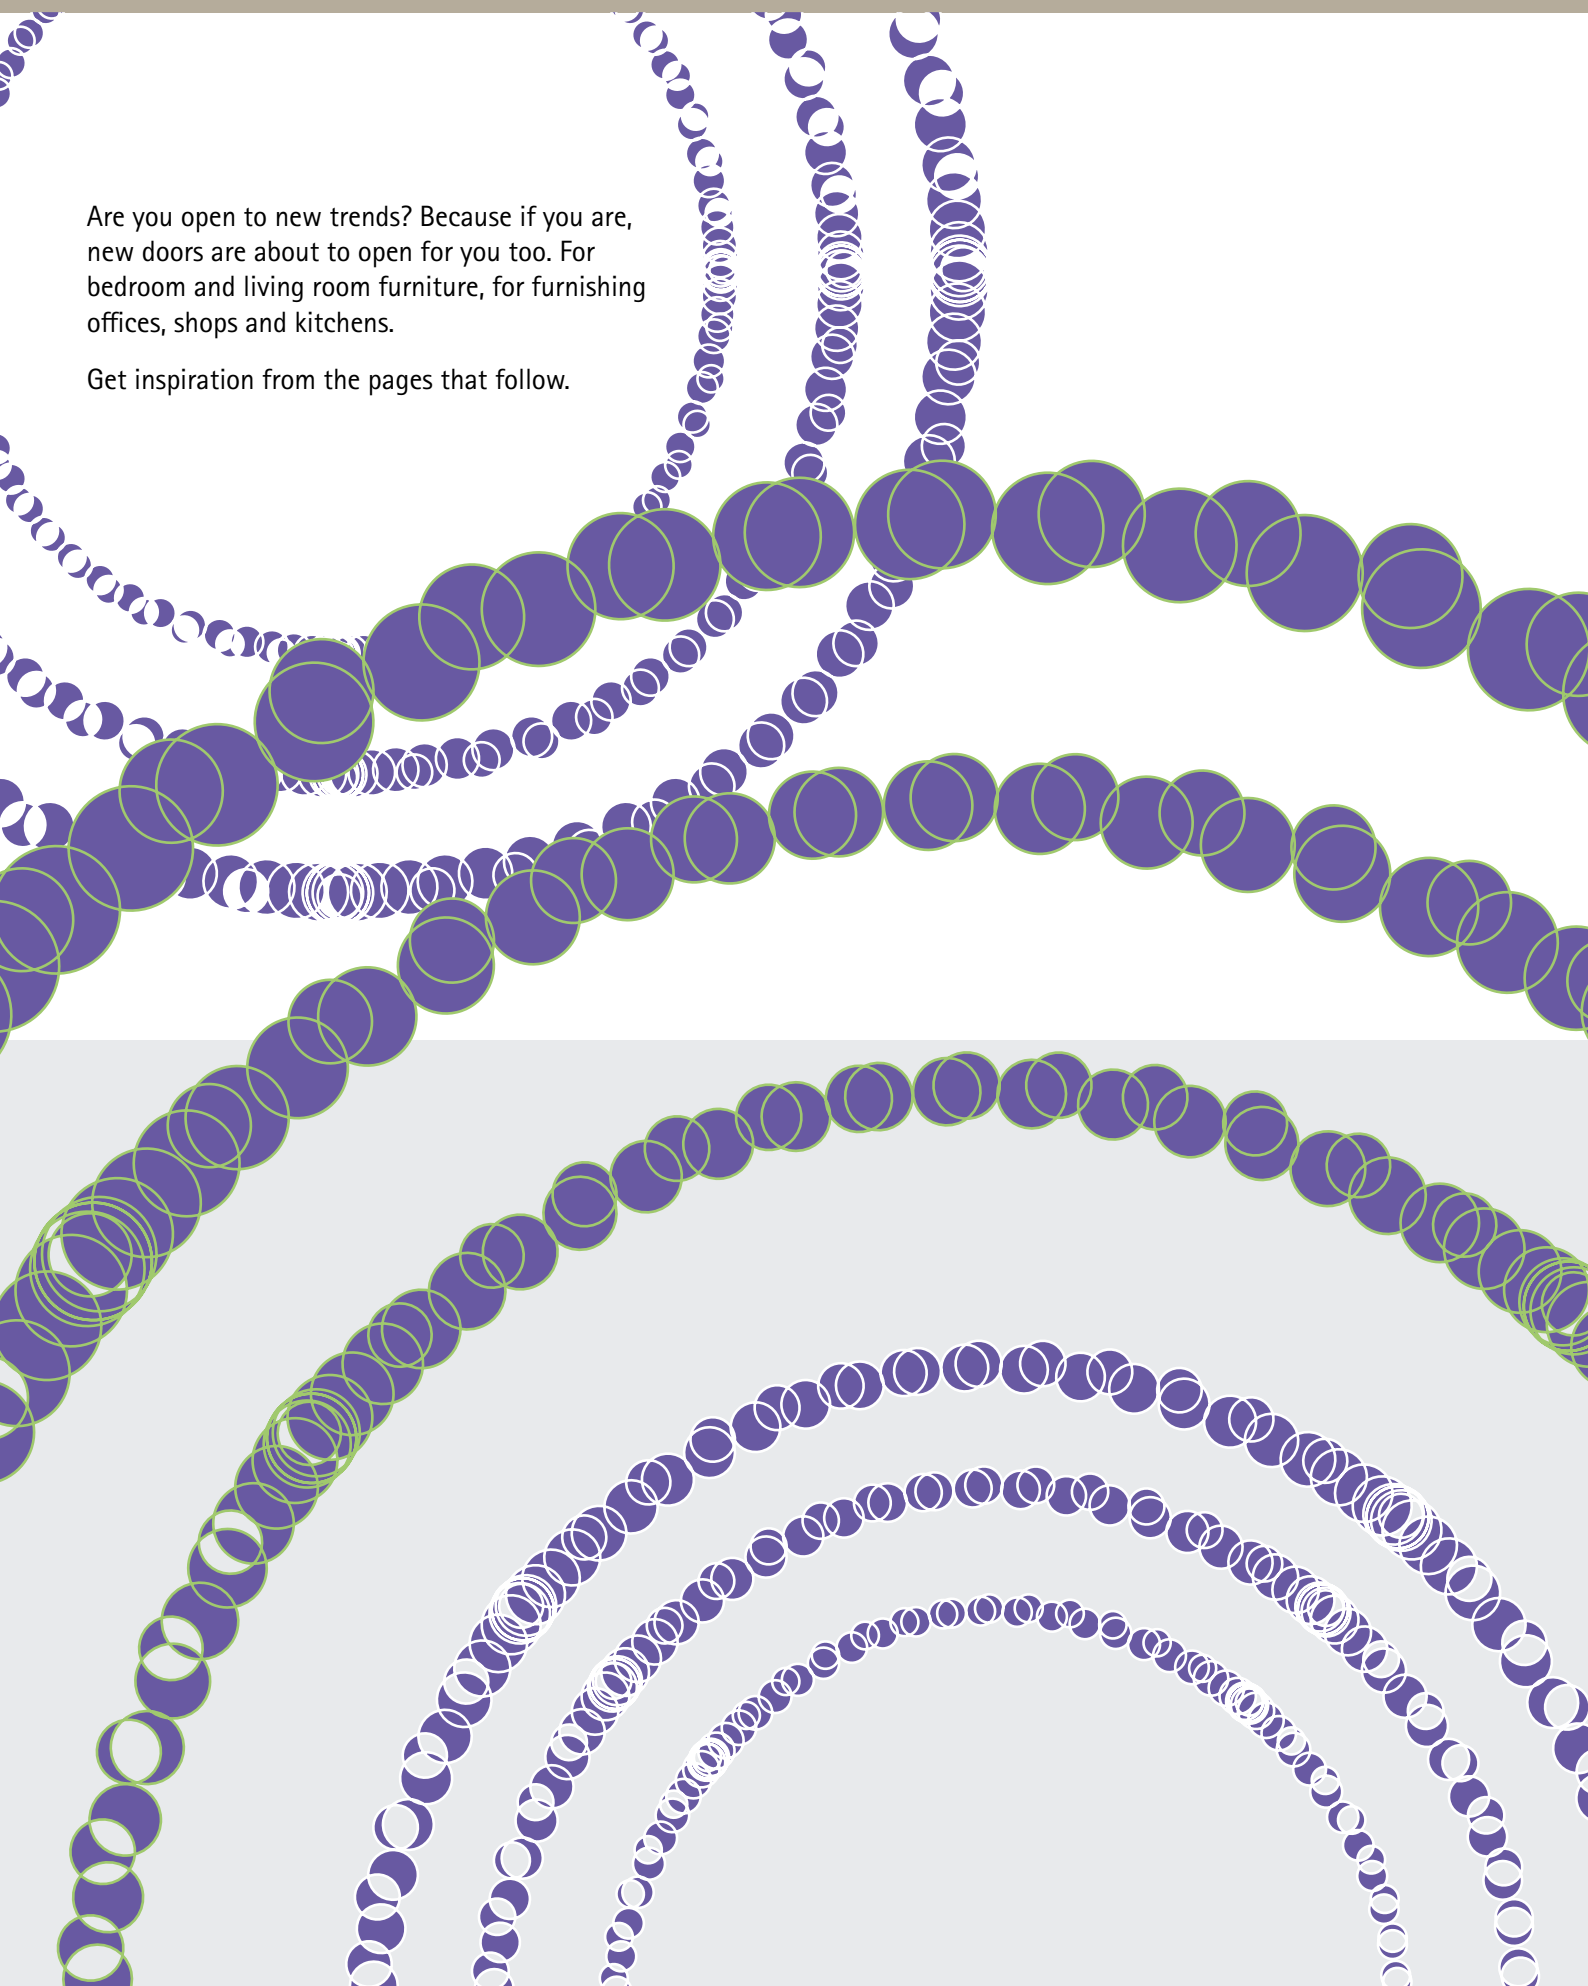 Are you open to new trends? Because if you are,
new doors are about to open for you too. For
bedroom and living room furniture, for furnishing
offices, shops and kitchens.
Get inspiration from the pages that follow.